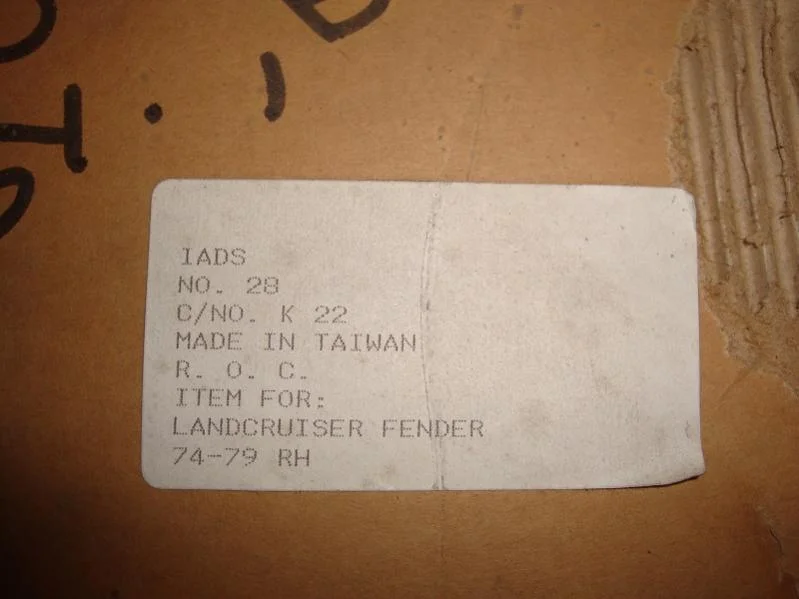 IADS
NO. 28
C/NO. K 22
MADE IN TAIWAN
R. O. C.
ITEM FOR:
LANDCRUISER FENDER
74-79 RH